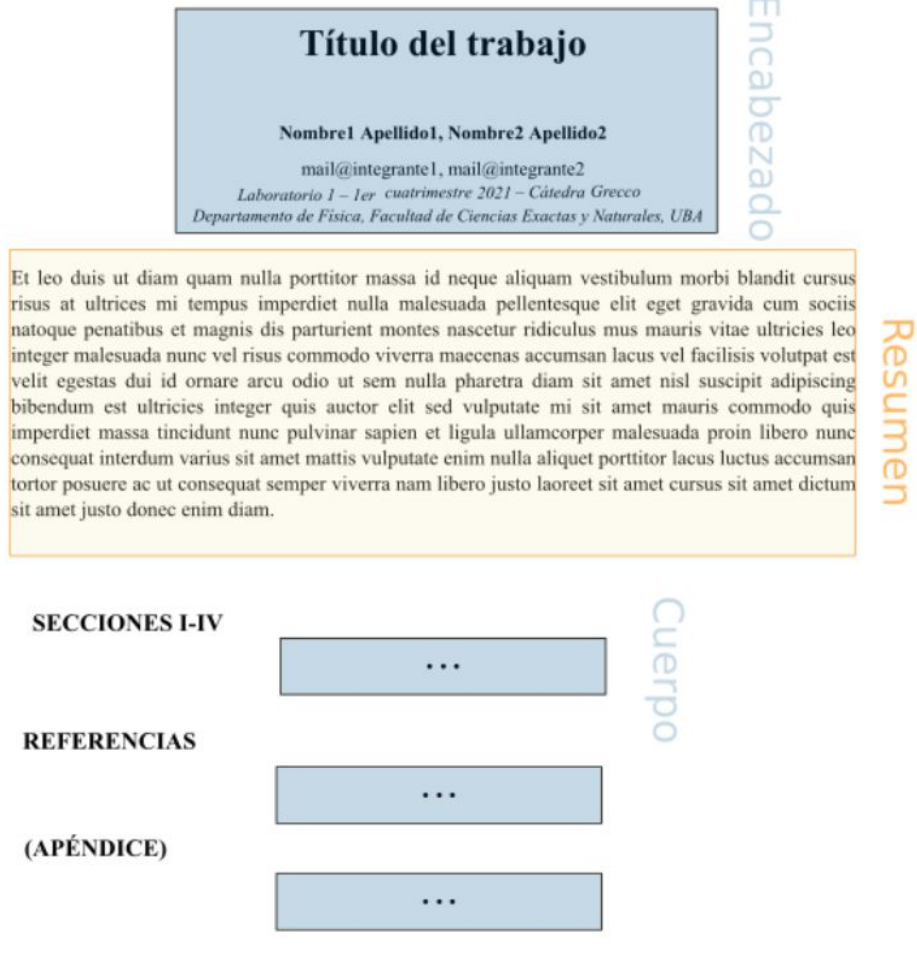 Título del trabajo
Encabezado
Nombre1 Apellido1, Nombre2 Apellido2
mail@integrante1, mail@integrante2
Laboratorio 1 – 1er cuatrimestre 2021 – Cátedra Grecco
Departamento de Física, Facultad de Ciencias Exactas y Naturales, UBA
Et leo duis ut diam quam nulla porttitor massa id neque aliquam vestibulum morbi blandit cursus
risus at ultrices mi tempus imperdiet nulla malesuada pellentesque elit eget gravida cum sociis
natoque penatibus et magnis dis parturient montes nascetur ridiculus mus mauris vitae ultricies leo
integer malesuada nunc vel risus commodo viverra maecenas accumsan lacus vel facilisis volutpat est
velit egestas dui id ornare arcu odio ut sem nulla pharetra diam sit amet nisl suscipit adipiscing
bibendum est ultricies integer quis auctor elit sed vulputate mi sit amet mauris commodo quis
imperdiet massa tincidunt nunc pulvinar sapien et ligula ullamcorper malesuada proin libero nunc
consequat interdum varius sit amet mattis vulputate enim nulla aliquet porttitor lacus luctus accumsan
tortor posuere ac ut consequat semper viverra nam libero justo laoreet sit amet cursus sit amet dictum
sit amet justo donec enim diam.
Resumen
SECCIONES I-IV
...
Cuerpo
REFERENCIAS
...
(APÉNDICE)
...